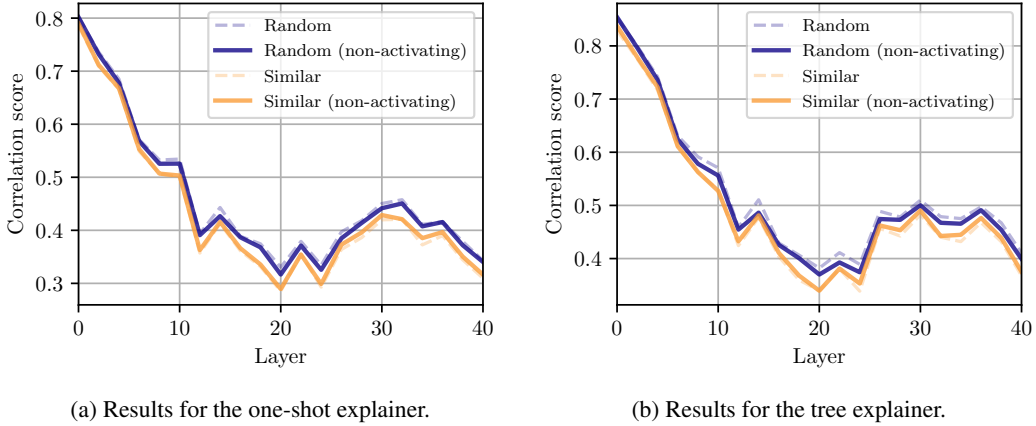 0.8
0.7
0.6
0.5
0.4
0.3
Correlation score
0 10 20 30 40
Layer
Random
Random (non-activating)
Similar
Similar (non-activating)
(a) Results for the one-shot explainer.
0.8
0.7
0.6
0.5
0.4
Correlation score
0 10 20 30 40
Layer
Random
Random (non-activating)
Similar
Similar (non-activating)
(b) Results for the tree explainer.